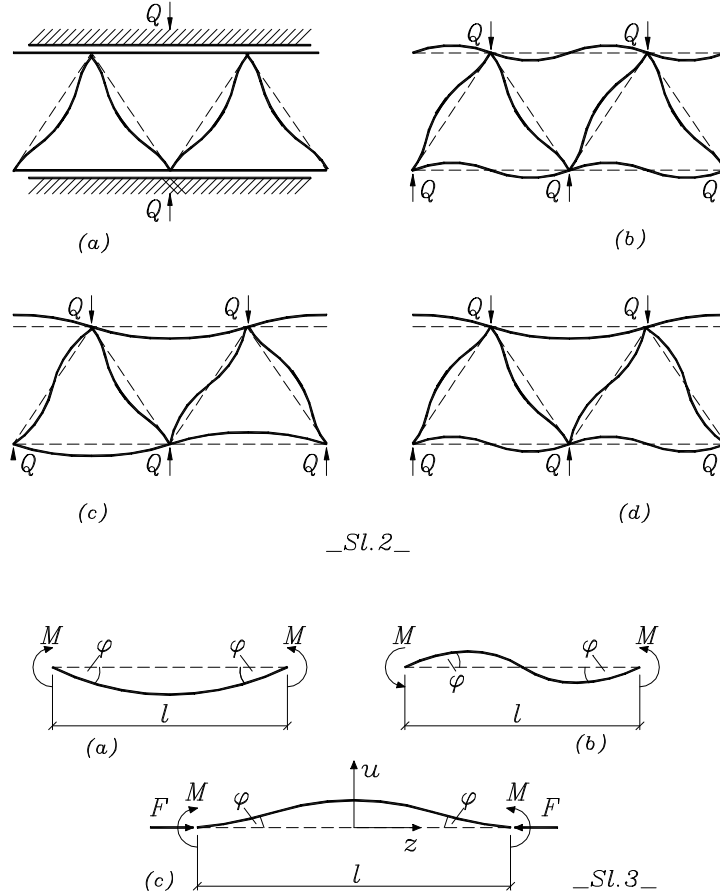 Q Q Q
Q Q Q Q
(a) (b)
Q Q Q Q
Q Q Q Q Q Q
(c) (d)
_Sl.2_
M φ φ M M φ φ M
l l
(a) (b)
u
F M φ φ M F
z
(c) l _Sl.3_